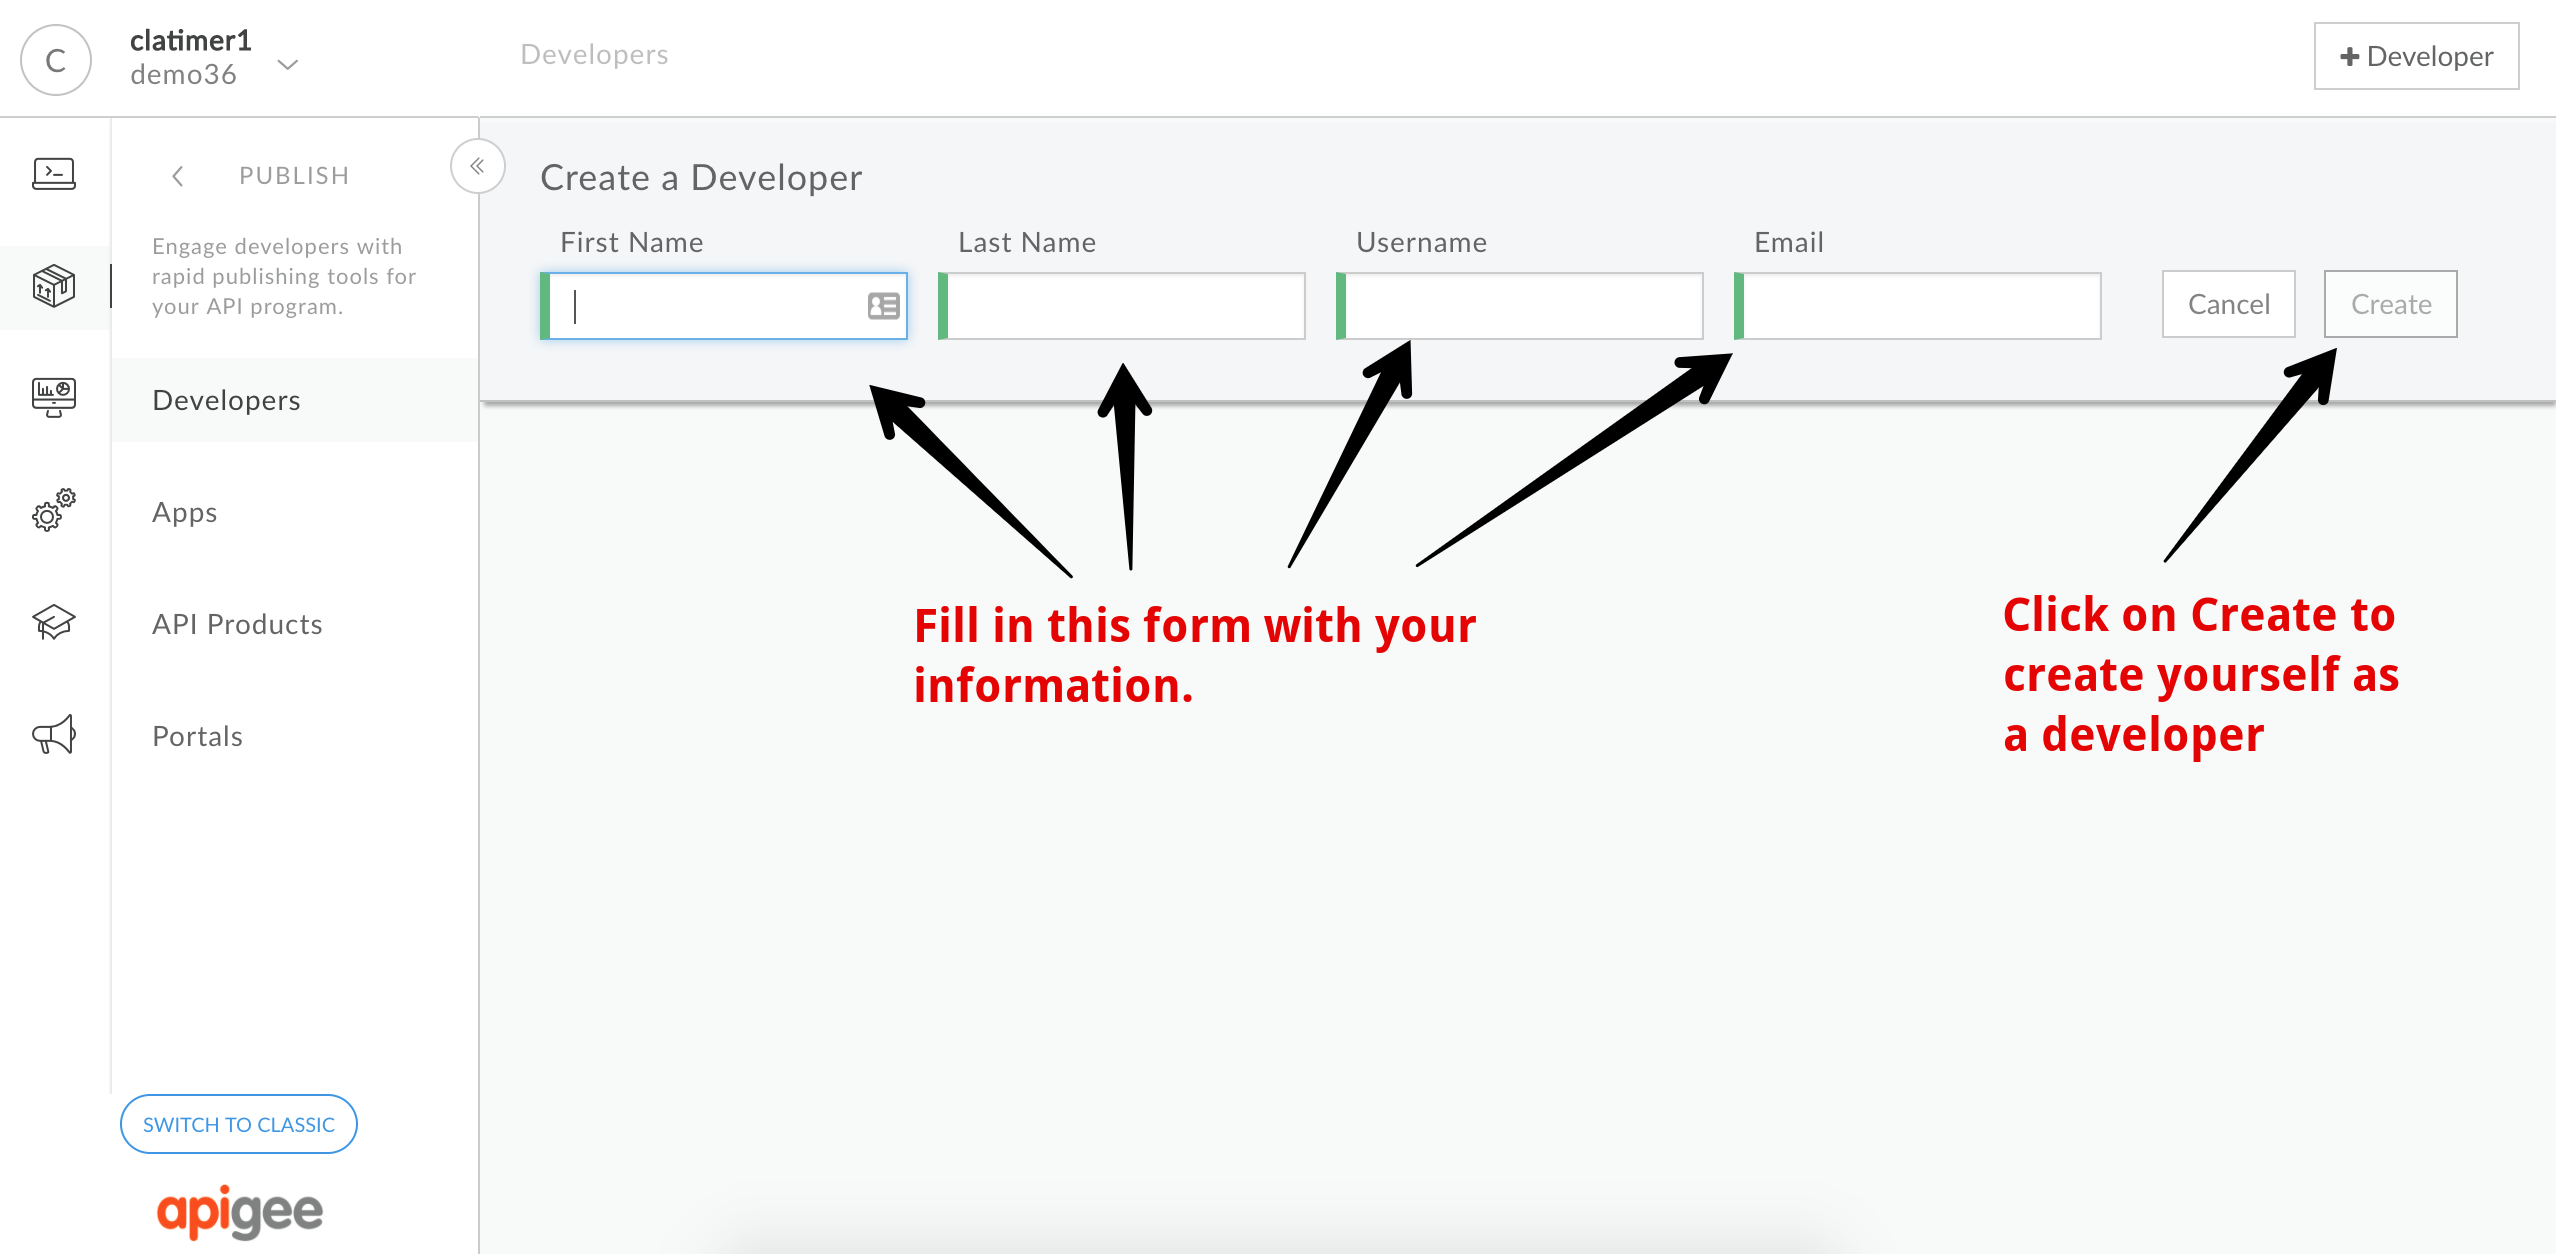 C
clatimer1
demo36
Developers
+ Developer
PUBLISH
Engage developers with
rapid publishing tools for
your API program.
Developers
Apps
API Products
Portals
SWITCH TO CLASSIC
apigee
Create a Developer
First Name
Last Name
Username
Email
Cancel
Create
Fill in this form with your
information.
Click on Create to
create yourself as
a developer